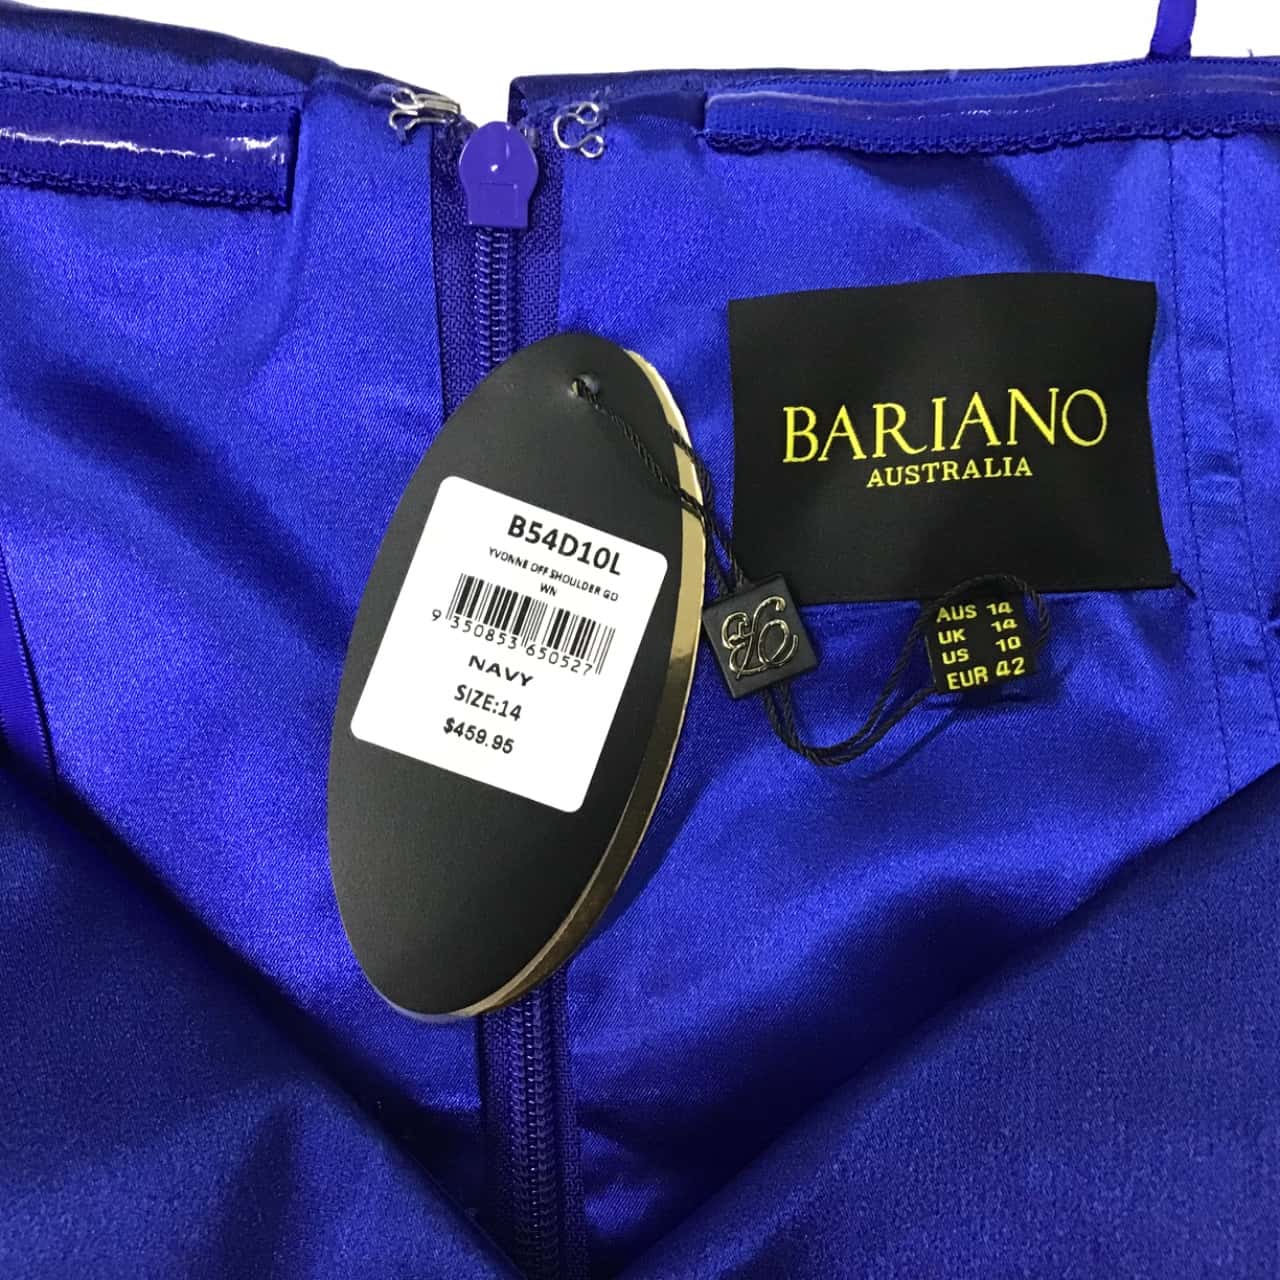 BARIANO
AUSTRALIA
B54D10L
YVONNE OFF SHOULDER GO
WN
9 350853 650527
NAVY
SIZE:14
$459.95
AUS 14
UK 14
US 10
EUR 42